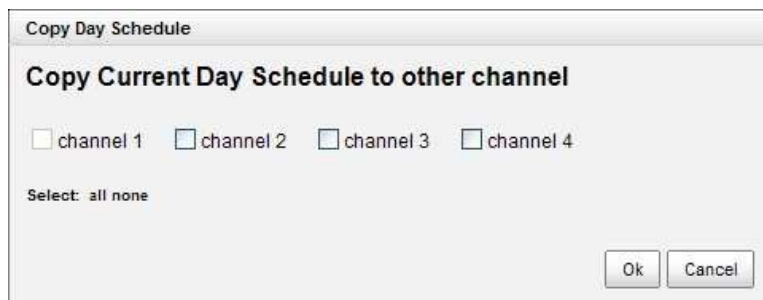 Copy Day Schedule
Copy Current Day Schedule to other channel
channel 1 channel 2 channel 3 channel 4
Select: all none
Ok Cancel